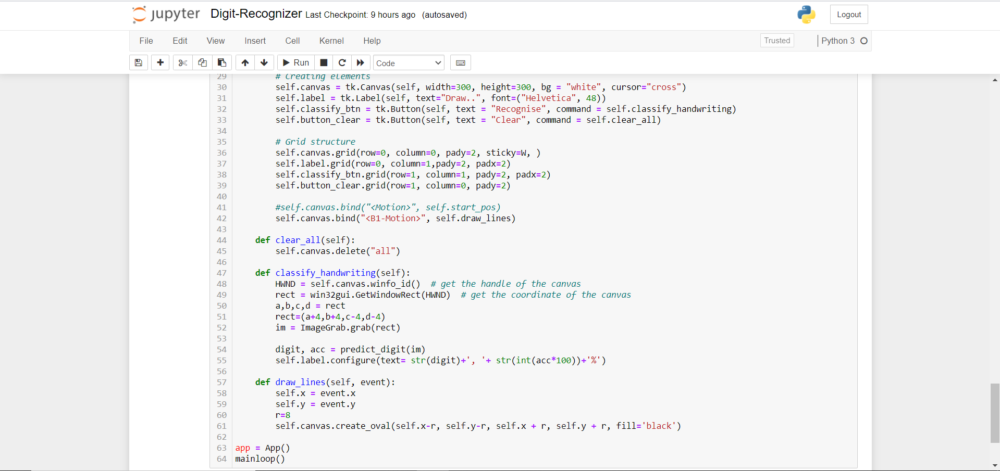 jupyter Digit-Recognizer Last Checkpoint: 9 hours ago (autosaved) Logout
File Edit View Insert Cell Kernel Help Trusted Python 3
Run Code
29 # Creating elements
30 self.canvas = tk.Canvas(self, width=300, height=300, bg = "white", cursor="cross")
31 self.label = tk.Label(self, text="Draw..", font=("Helvetica", 48))
32 self.classify_btn = tk.Button(self, text = "Recognise", command = self.classify_handwriting)
33 self.button_clear = tk.Button(self, text = "Clear", command = self.clear_all)
34
35 # Grid structure
36 self.canvas.grid(row=0, column=0, pady=2, sticky=W, )
37 self.label.grid(row=0, column=1,pady=2, padx=2)
38 self.classify_btn.grid(row=1, column=1, pady=2, padx=2)
39 self.button_clear.grid(row=1, column=0, pady=2)
40
41 #self.canvas.bind("<Motion>", self.start_pos)
42 self.canvas.bind("<B1-Motion>", self.draw_lines)
43
44 def clear_all(self):
45 self.canvas.delete("all")
46
47 def classify_handwriting(self):
48 HWND = self.canvas.winfo_id() # get the handle of the canvas
49 rect = win32gui.GetWindowRect(HWND) # get the coordinate of the canvas
50 a,b,c,d = rect
51 rect=(a+4,b+4,c-4,d-4)
52 im = ImageGrab.grab(rect)
53
54 digit, acc = predict_digit(im)
55 self.label.configure(text= str(digit)+', '+ str(int(acc*100))+'%')
56
57 def draw_lines(self, event):
58 self.x = event.x
59 self.y = event.y
60 r=8
61 self.canvas.create_oval(self.x-r, self.y-r, self.x + r, self.y + r, fill='black')
62
63 app = App()
64 mainloop()